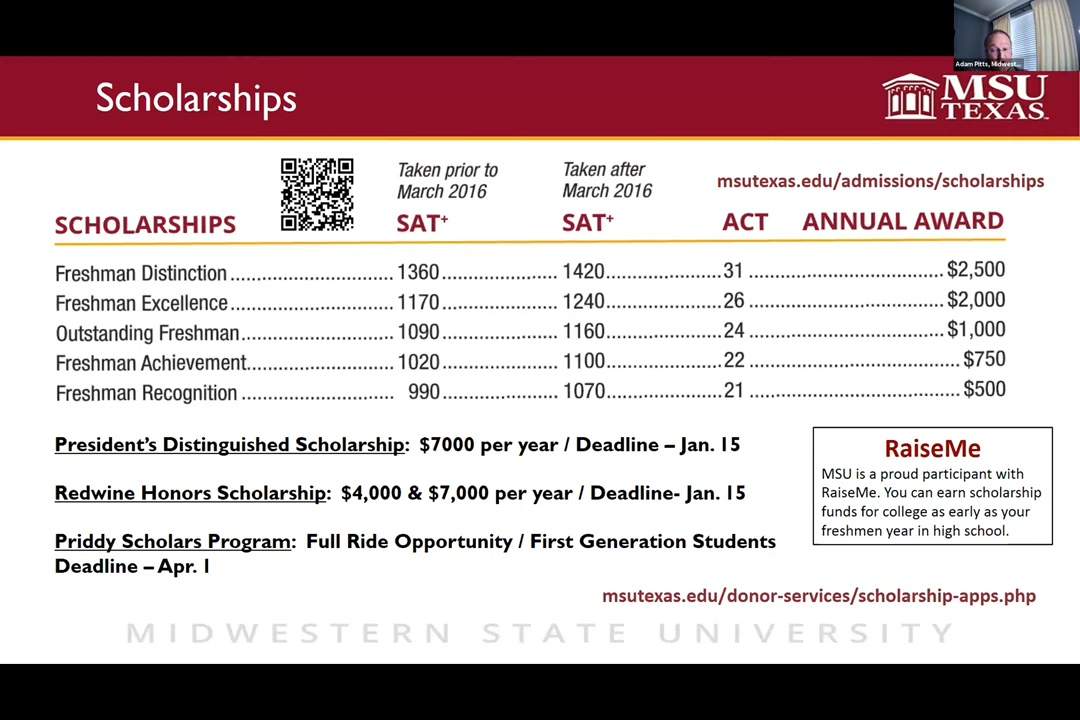 Adam Pitts, Midwest...
Scholarships
MSU
TEXAS
Taken prior to
March 2016
Taken after
March 2016
msutexas.edu/admissions/scholarships
SCHOLARSHIPS SAT+ SAT+ ACT ANNUAL AWARD
Freshman Distinction 1360 1420 31 $2,500
Freshman Excellence 1170 1240 26 $2,000
Outstanding Freshman 1090 1160 24 $1,000
Freshman Achievement 1020 1100 22 $750
Freshman Recognition 990 1070 21 $500
President's Distinguished Scholarship: $7000 per year / Deadline – Jan. 15
Redwine Honors Scholarship: $4,000 & $7,000 per year / Deadline- Jan. 15
Priddy Scholars Program: Full Ride Opportunity / First Generation Students
Deadline – Apr. 1
RaiseMe
MSU is a proud participant with
RaiseMe. You can earn scholarship
funds for college as early as your
freshmen year in high school.
msutexas.edu/donor-services/scholarship-apps.php
MIDWESTERN STATE UNIVERSITY